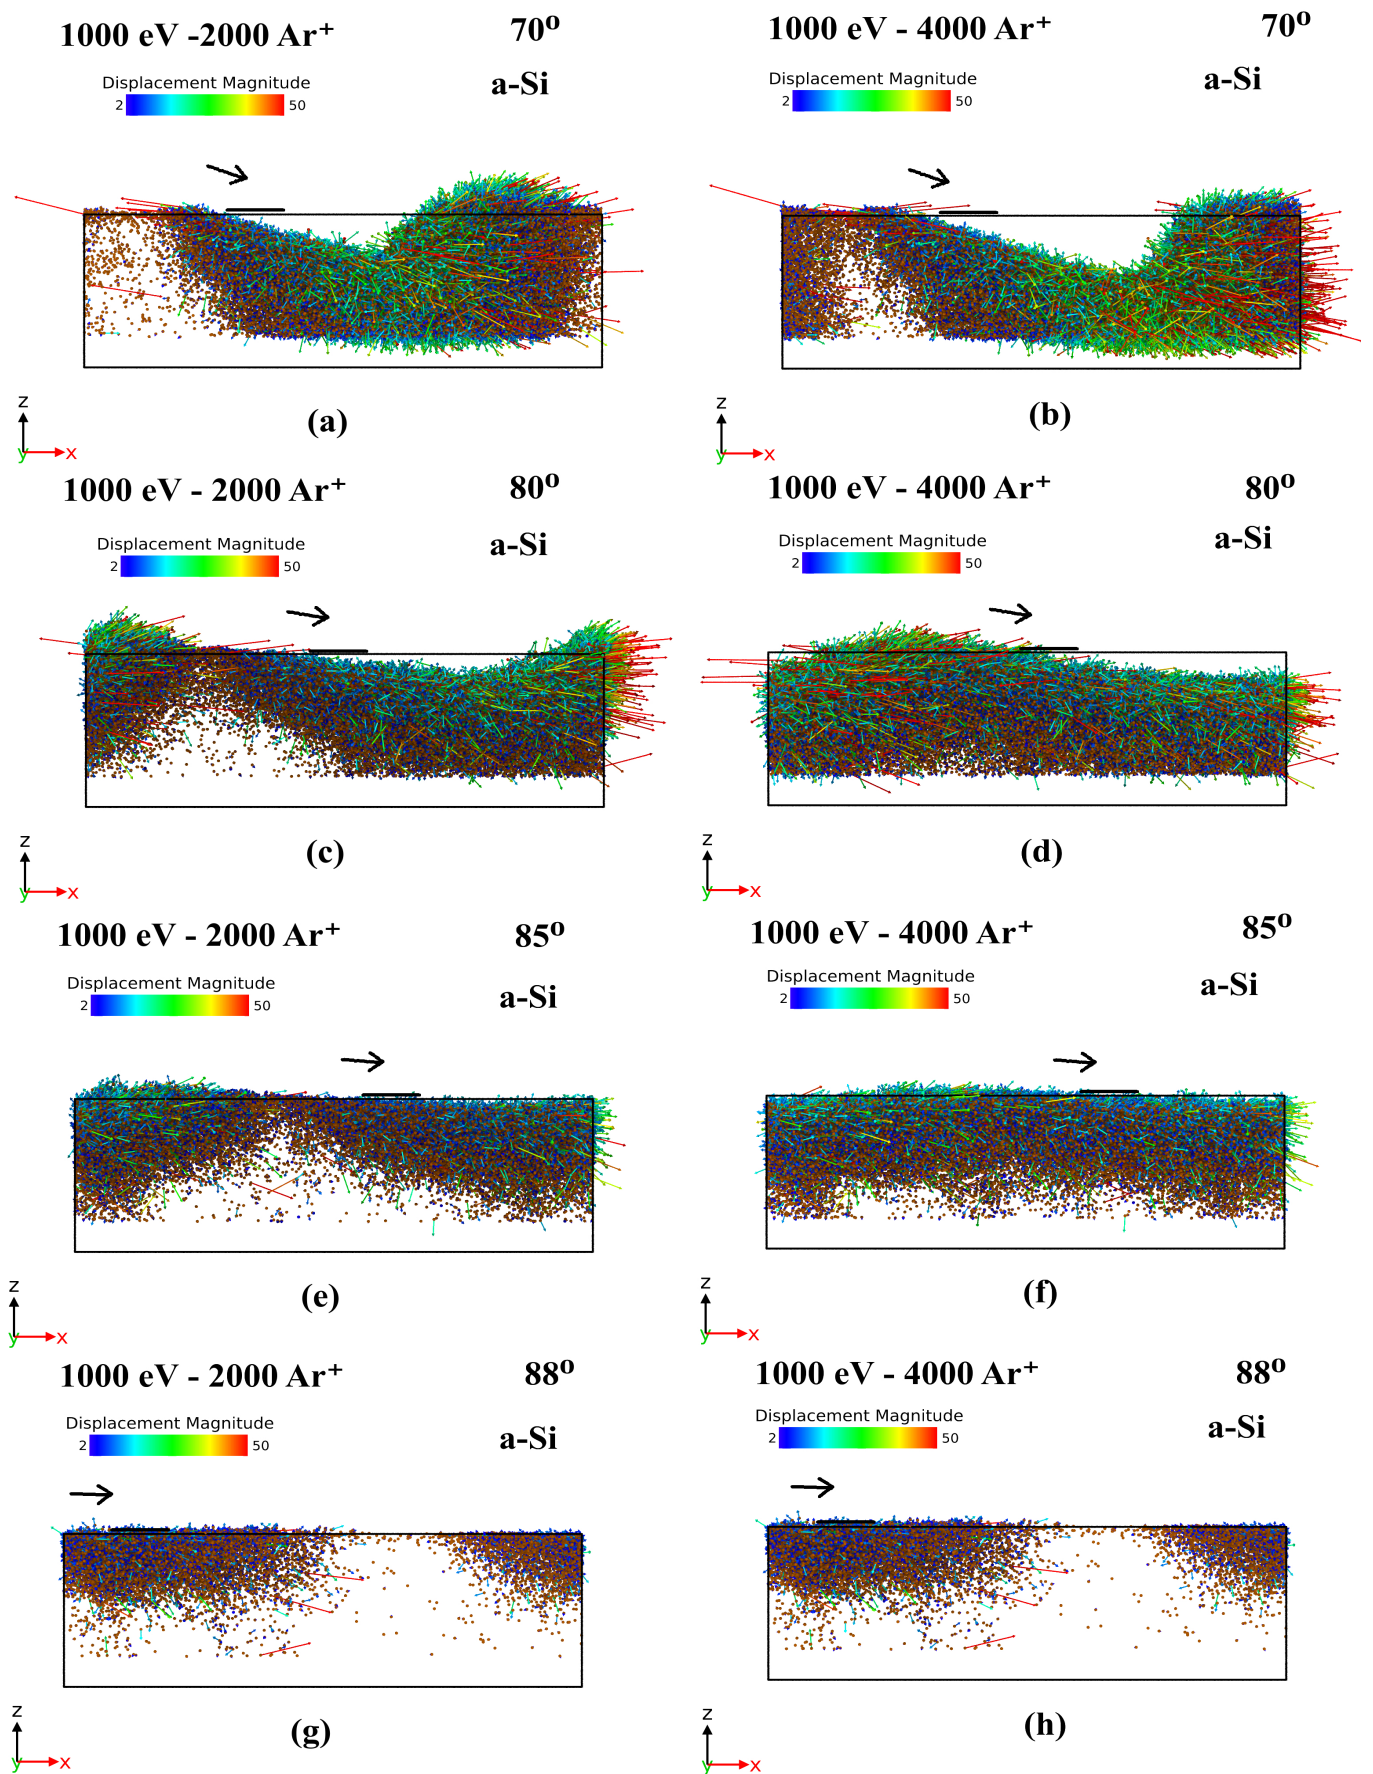 1000 eV -2000 Ar⁺ 70º
Displacement Magnitude a-Si
2 50
z
y x
(a)
1000 eV - 4000 Ar⁺ 70º
Displacement Magnitude a-Si
2 50
z
y x
(b)
1000 eV - 2000 Ar⁺ 80º
Displacement Magnitude a-Si
2 50
z
y x
(c)
1000 eV - 4000 Ar⁺ 80º
Displacement Magnitude a-Si
2 50
z
y x
(d)
1000 eV - 2000 Ar⁺ 85º
Displacement Magnitude a-Si
2 50
z
y x
(e)
1000 eV - 4000 Ar⁺ 85º
Displacement Magnitude a-Si
2 50
z
y x
(f)
1000 eV - 2000 Ar⁺ 88º
Displacement Magnitude a-Si
2 50
z
y x
(g)
1000 eV - 4000 Ar⁺ 88º
Displacement Magnitude a-Si
2 50
z
y x
(h)